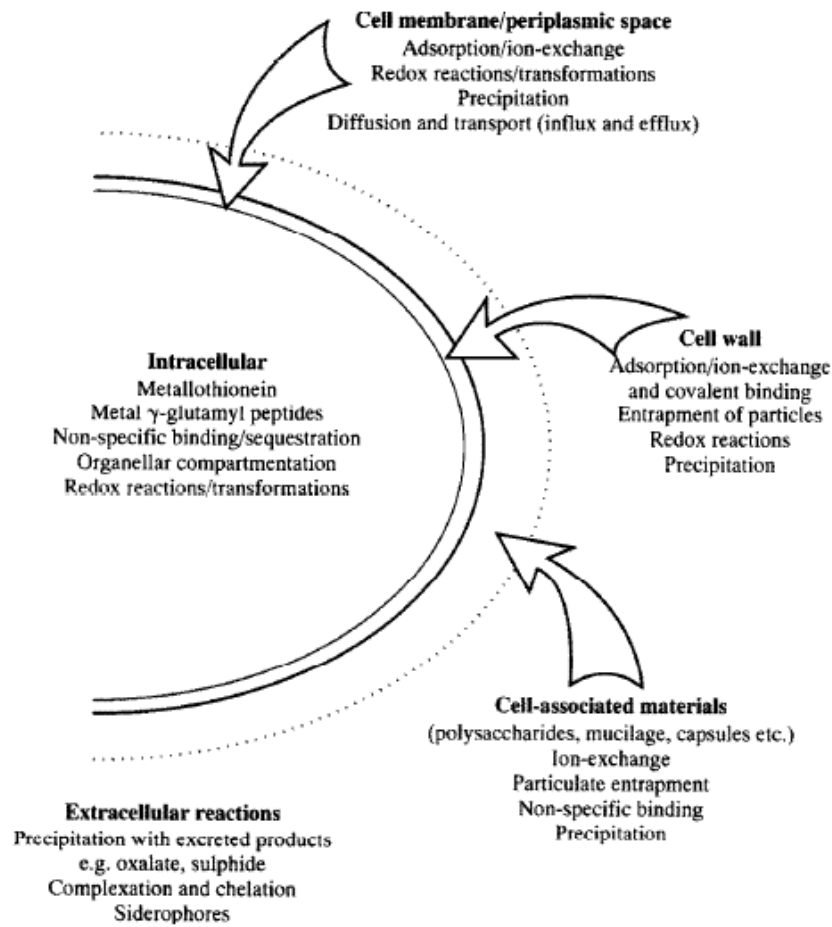 Cell membrane/periplasmic space
Adsorption/ion-exchange
Redox reactions/transformations
Precipitation
Diffusion and transport (influx and efflux)
Cell wall
Adsorption/ion-exchange
and covalent binding
Entrapment of particles
Redox reactions
Precipitation
Intracellular
Metallothionein
Metal γ-glutamyl peptides
Non-specific binding/sequestration
Organellar compartmentation
Redox reactions/transformations
Cell-associated materials
(polysaccharides, mucilage, capsules etc.)
Ion-exchange
Particulate entrapment
Non-specific binding
Precipitation
Extracellular reactions
Precipitation with excreted products
e.g. oxalate, sulphide
Complexation and chelation
Siderophores